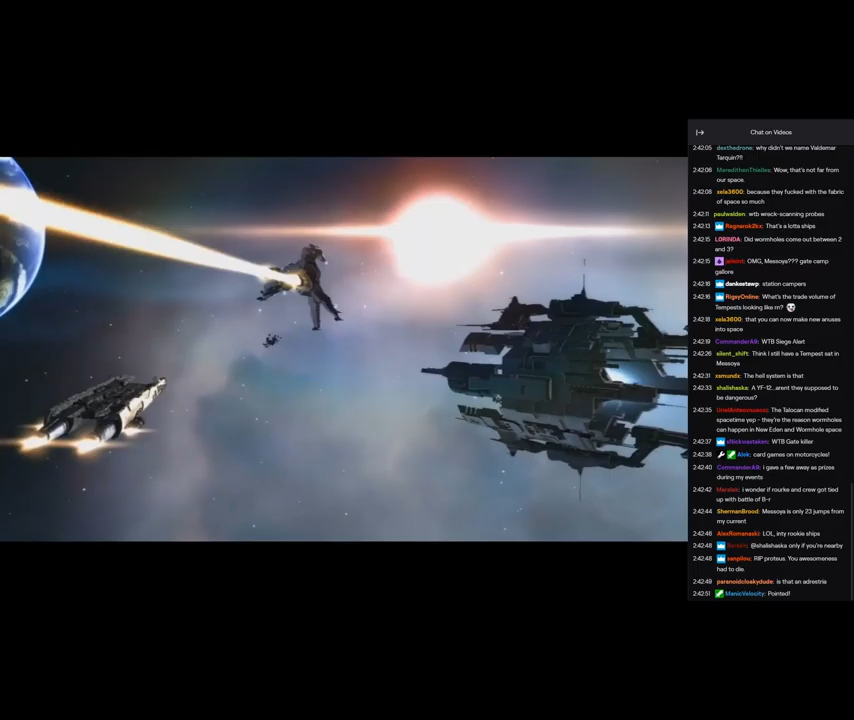 Chat on Videos
2:42:05 dexthedrone: why didn't we name Valdemar
Tarquin?!!
2:42:06 MeredithenThielles: Wow, that's not far from
our space.
2:42:08 xela3600: because they fucked with the fabric
of space so much
2:42:11 paulwalden: wtb wreck-scanning probes
2:42:13 Ragnarok2kx: That's a lotta ships
2:42:15 LORINDA: Did wormholes come out between 2
and 3?
2:42:15 OMG, Messoya??? gate camp
gallore
2:42:16 dankestawp: station campers
2:42:16 RigsyOnline: What's the trade volume of
Tempests looking like rn?
2:42:18 xela3600: that you can now make new anuses
into space
2:42:19 CommanderA9: WTB Siege Alert
2:42:26 silent_shift: Think I still have a Tempest sat in
Messoya
2:42:31 xsmundx: The heil system is that
2:42:33 shalishaska: A YF-12...arent they supposed to
be dangerous?
2:42:35 The Talocan modified
spacetime yep - they're the reason wormholes
can happen in New Eden and Wormhole space
2:42:37 sftickwastaken: WTB Gate killer
2:42:38 Alek: card games on motorcycles!
2:42:40 CommanderA9: i gave a few away as prizes
during my events
2:42:42 i wonder if rourke and crew got tied
up with battle of B-r
2:42:44 ShermanBrood: Messoya is only 23 jumps from
my current
2:42:46 AlexRomanski: LOL, inty rookie ships
2:42:48 @shalishaska only if you're nearby
2:42:48 sanpilou: RIP proteus. You awesomeness
had to die.
2:42:49 paranoidcloakydude: is that an adrestria
2:42:51 ManicVelocity: Pointed!